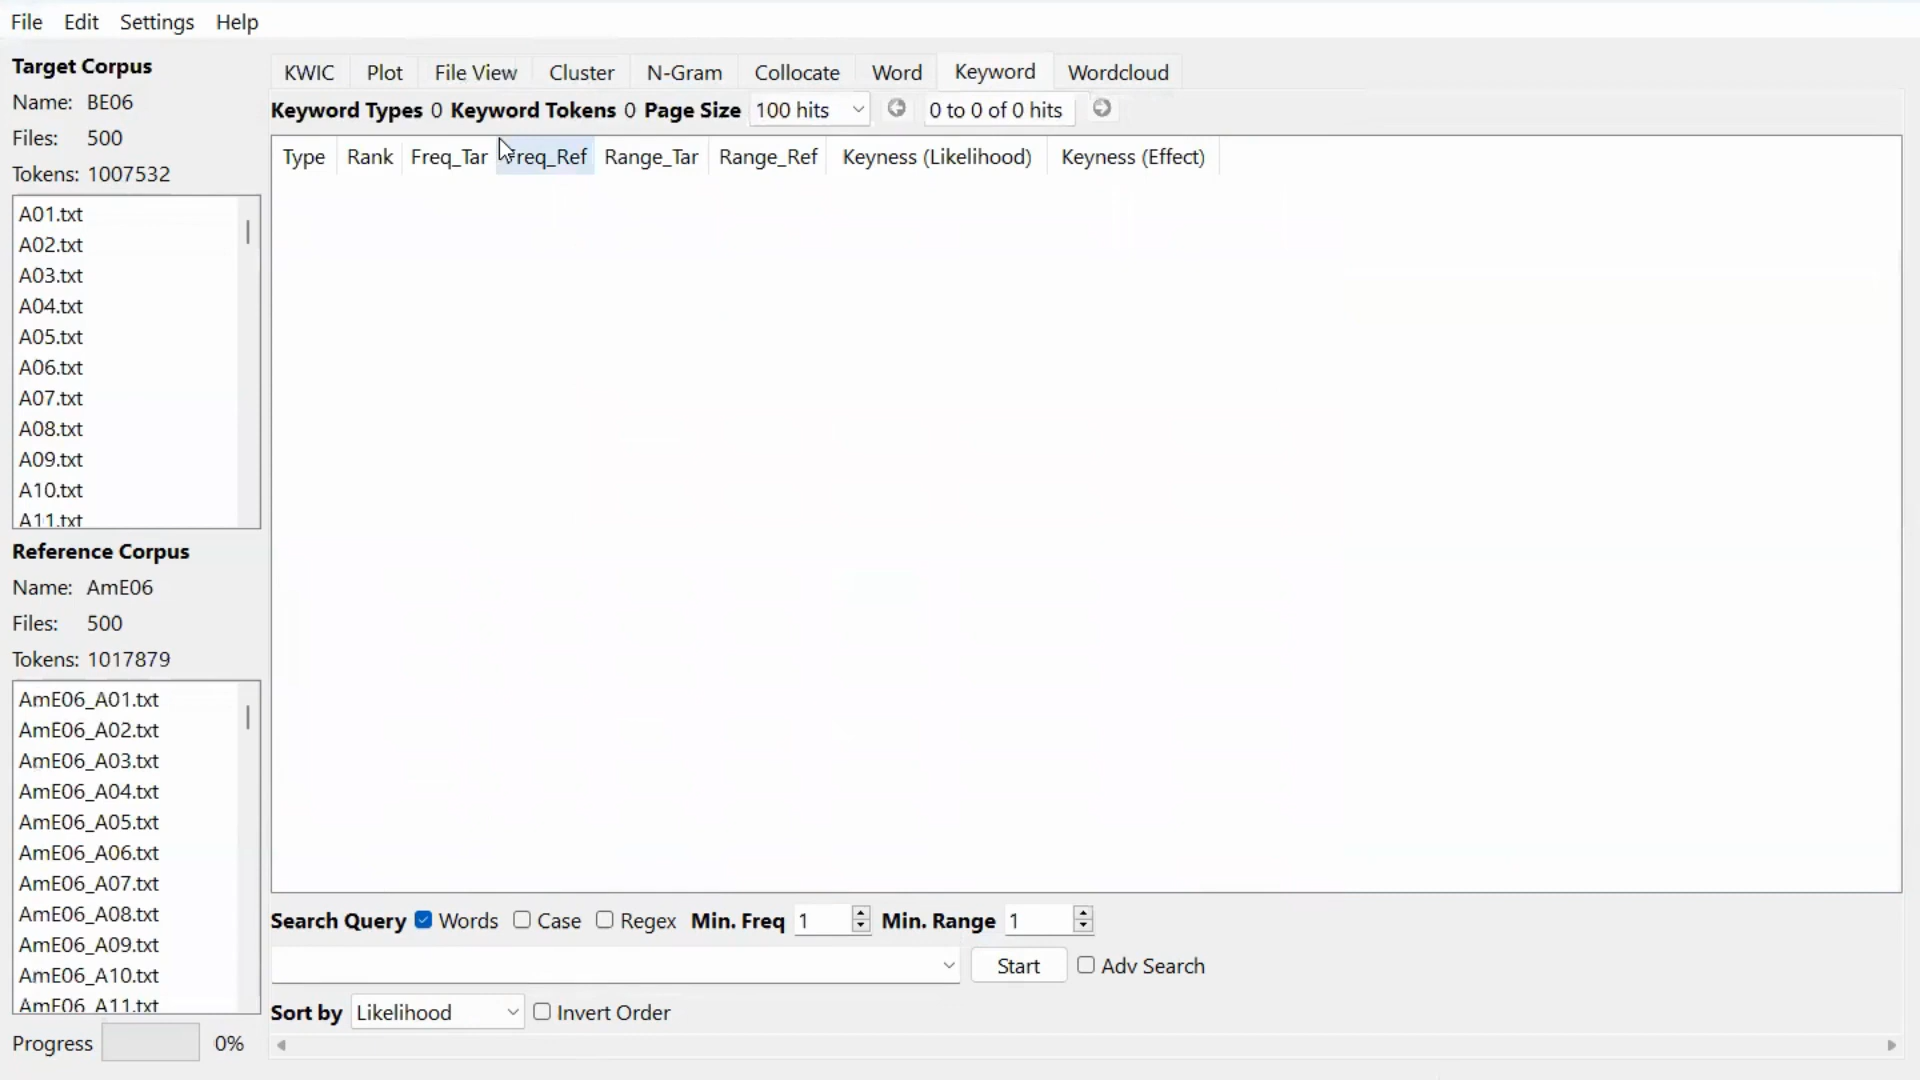 File Edit Settings Help
Target Corpus
Name: BE06
Files: 500
Tokens: 1007532
A01.txt
A02.txt
A03.txt
A04.txt
A05.txt
A06.txt
A07.txt
A08.txt
A09.txt
A10.txt
A11.txt
Reference Corpus
Name: AmE06
Files: 500
Tokens: 1017879
AmE06_A01.txt
AmE06_A02.txt
AmE06_A03.txt
AmE06_A04.txt
AmE06_A05.txt
AmE06_A06.txt
AmE06_A07.txt
AmE06_A08.txt
AmE06_A09.txt
AmE06_A10.txt
AmE06_A11.txt
Progress 0%
KWIC Plot File View Cluster N-Gram Collocate Word Keyword Wordcloud
Keyword Types 0 Keyword Tokens 0 Page Size 100 hits 0 to 0 of 0 hits
Type Rank Freq_Tar Freq_Ref Range_Tar Range_Ref Keyness (Likelihood) Keyness (Effect)
Search Query Words Case Regex Min. Freq 1 Min. Range 1
Start Adv Search
Sort by Likelihood Invert Order